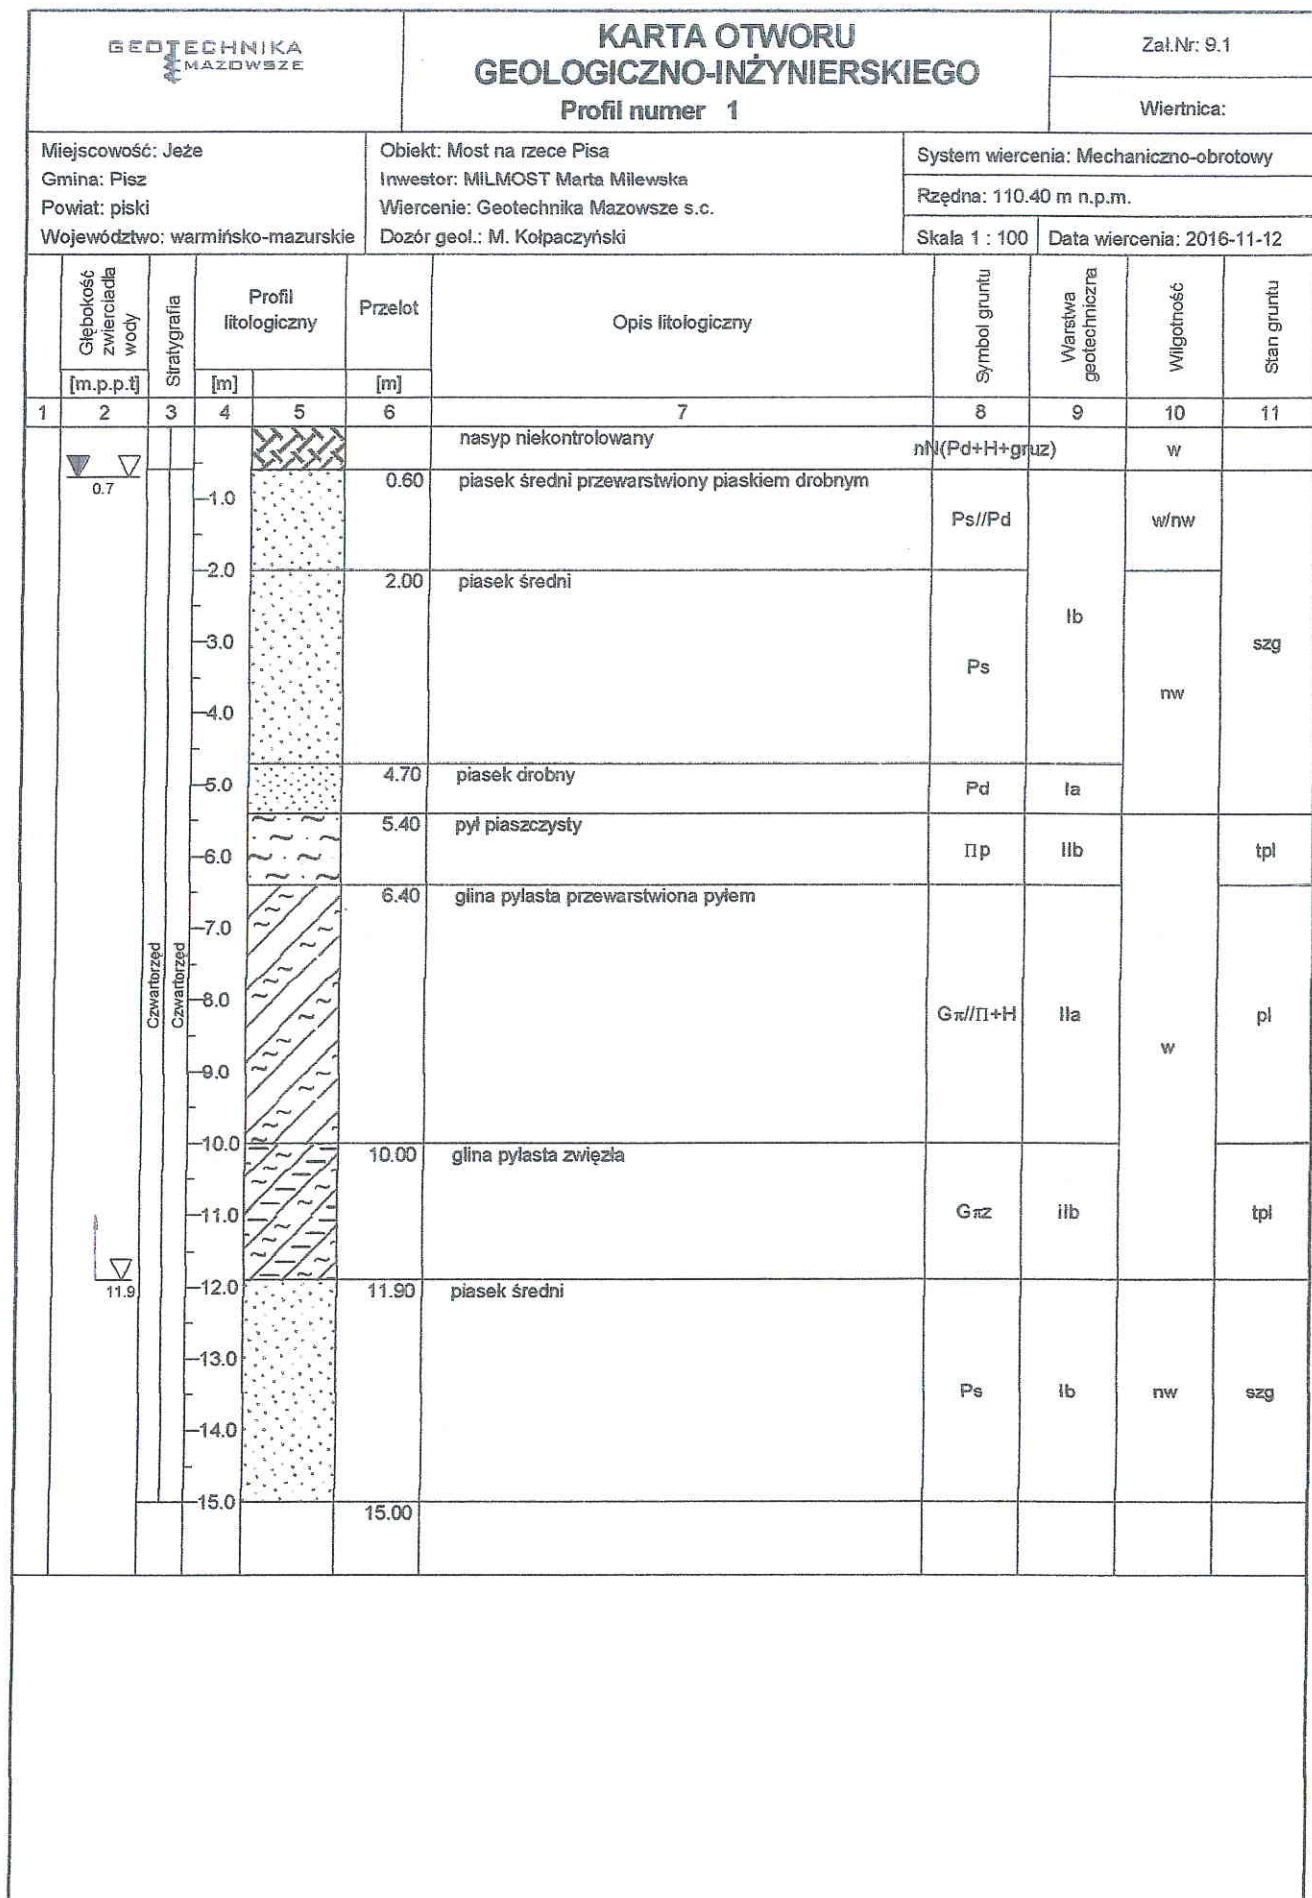 GEOTECHNIKA
MAZOWSZE
KARTA OTWORU
GEOLOGICZNO-INŻYNIERSKIEGO
Profil numer 1
Zał.Nr: 9.1
Wiertnica:
Miejscowość: Jeże
Gmina: Pisz
Powiat: piski
Województwo: warmińsko-mazurskie
Obiekt: Most na rzece Pisa
Inwestor: MILMOST Marta Milewska
Wiercenie: Geotechnika Mazowsze s.c.
Dozór geol.: M. Kołpaczyński
System wiercenia: Mechaniczno-obrotowy
Rzędna: 110.40 m n.p.m.
Skala 1 : 100
Data wiercenia: 2016-11-12
Głębokość
zwierciadła
wody
[m.p.p.t]
Stratygrafia
Profil
litologiczny
[m]
Przelot
[m]
Opis litologiczny
Symbol gruntu
Warstwa
geotechniczna
Wilgotność
Stan gruntu
1 2 3 4 5 6 7 8 9 10 11
nasyp niekontrolowany
nN(Pd+H+gruz)
w
0.7
0.60 piasek średni przewarstwiony piaskiem drobnym
1.0
Ps//Pd
w/nw
2.0
2.00 piasek średni
Ib
3.0
szg
Ps
nw
4.0
4.70 piasek drobny
5.0
Pd
Ia
5.40 pył piaszczysty
6.0
Πp
IIb
tpl
6.40 glina pylasta przewarstwiona pyłem
7.0
Czwartorzęd
Czwartorzęd
8.0
Gπ//Π+H
IIa
pl
w
9.0
10.0
10.00 glina pylasta zwięzła
11.0
Gπz
IIb
tpl
11.9
12.0
11.90 piasek średni
13.0
Ps
Ib
nw
szg
14.0
15.0
15.00